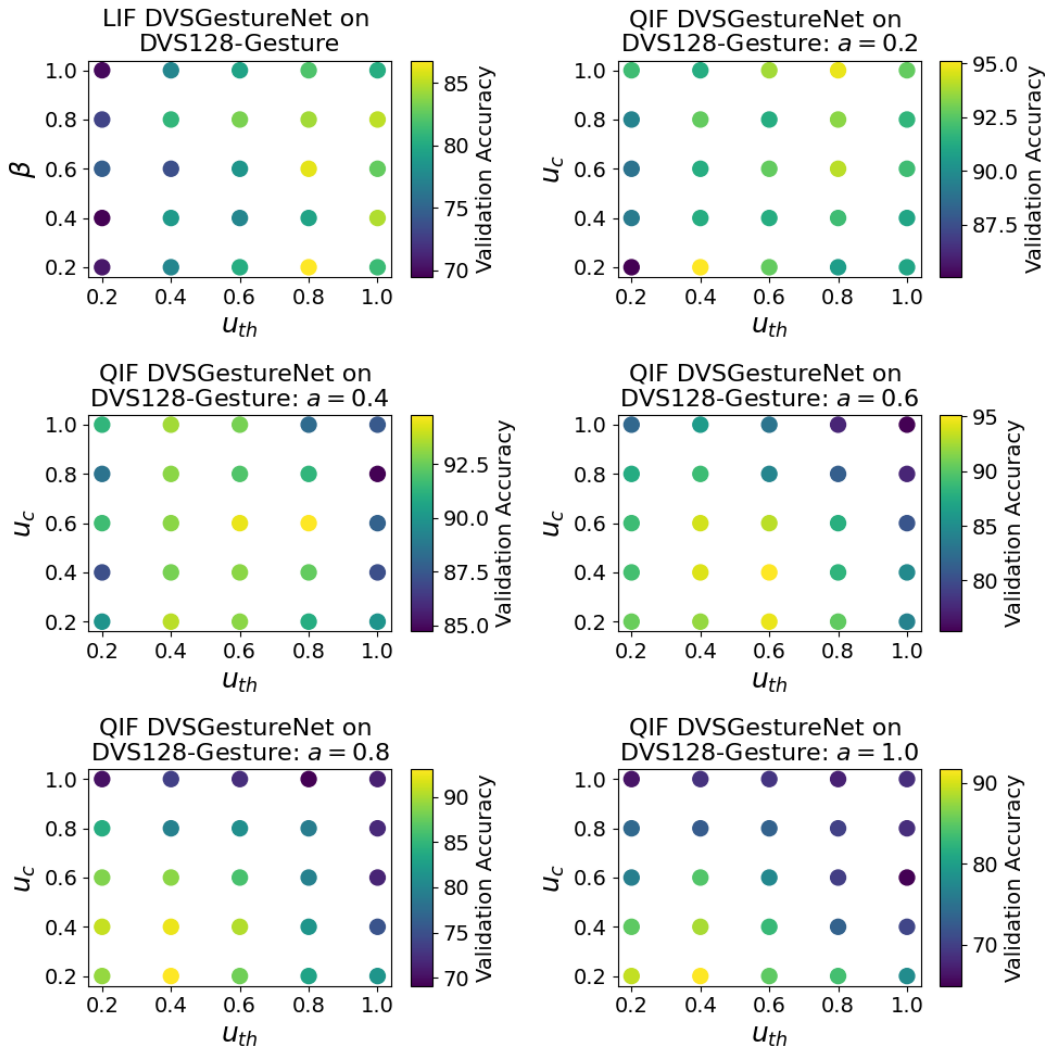 LIF DVSGestureNet on
DVS128-Gesture
1.0
0.8
0.6
0.4
0.2
β
0.2 0.4 0.6 0.8 1.0
u_th
85
80
75
70
Validation Accuracy
QIF DVSGestureNet on
DVS128-Gesture: a = 0.2
1.0
0.8
0.6
0.4
0.2
u_c
0.2 0.4 0.6 0.8 1.0
u_th
95.0
92.5
90.0
87.5
Validation Accuracy
QIF DVSGestureNet on
DVS128-Gesture: a = 0.4
1.0
0.8
0.6
0.4
0.2
u_c
0.2 0.4 0.6 0.8 1.0
u_th
92.5
90.0
87.5
85.0
Validation Accuracy
QIF DVSGestureNet on
DVS128-Gesture: a = 0.6
1.0
0.8
0.6
0.4
0.2
u_c
0.2 0.4 0.6 0.8 1.0
u_th
95
90
85
80
Validation Accuracy
QIF DVSGestureNet on
DVS128-Gesture: a = 0.8
1.0
0.8
0.6
0.4
0.2
u_c
0.2 0.4 0.6 0.8 1.0
u_th
90
85
80
75
70
Validation Accuracy
QIF DVSGestureNet on
DVS128-Gesture: a = 1.0
1.0
0.8
0.6
0.4
0.2
u_c
0.2 0.4 0.6 0.8 1.0
u_th
90
80
70
Validation Accuracy